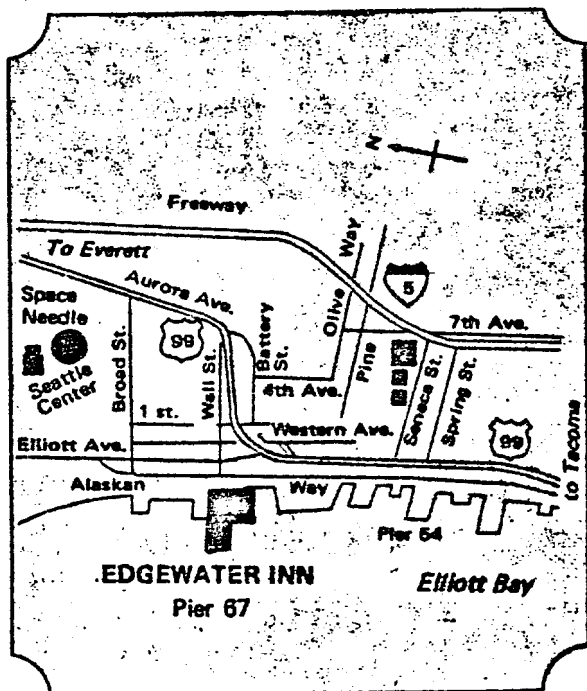 N
Freeway
To Everett
Aurora Ave.
Olive Way
5
7th Ave.
Space
Needle
Seattle
Center
Broad St.
99
Wall St.
Battery
St.
4th Ave.
Pine
Seneca St.
Spring St.
1 st.
Western Ave.
99
Elliott Ave.
to Tacoma
Alaskan Way
Pier 54
EDGEWATER INN
Pier 67
Elliott Bay